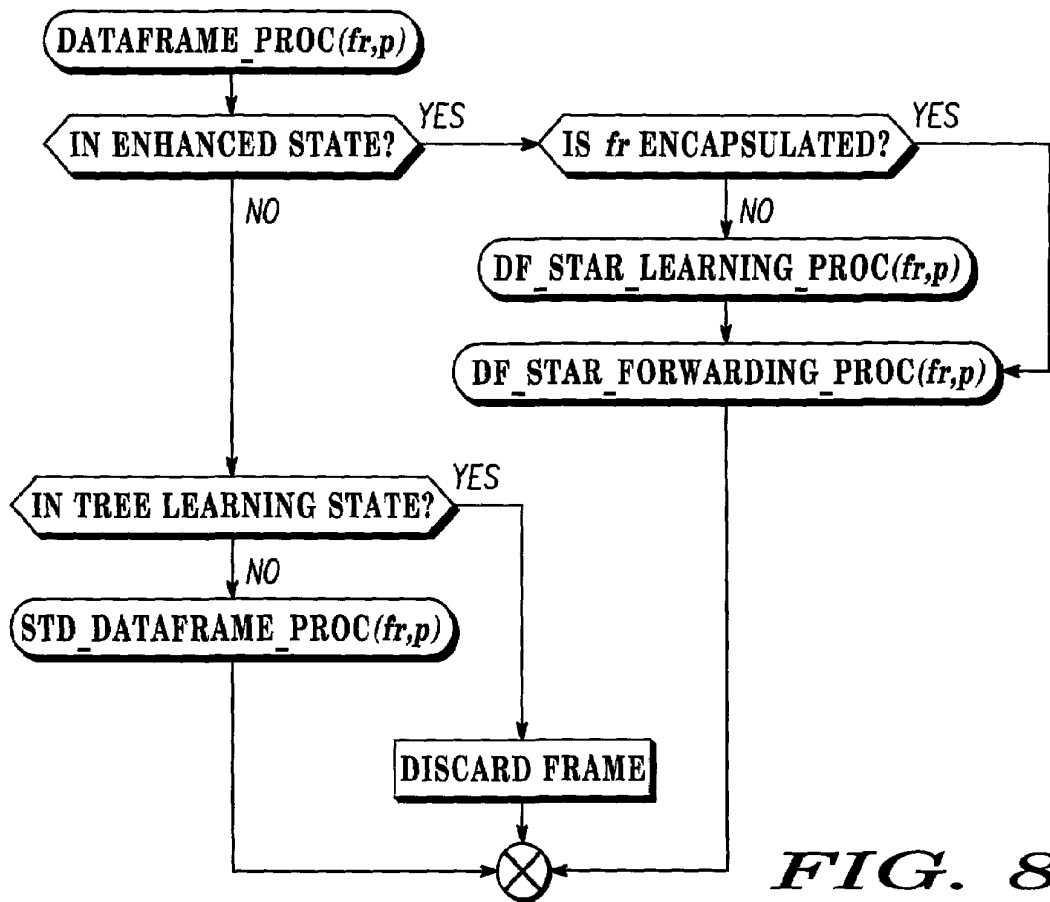 DATAFRAME_PROC(fr,p)
IN ENHANCED STATE?
YES
IS fr ENCAPSULATED?
YES
NO
NO
DF_STAR_LEARNING_PROC(fr,p)
DF_STAR_FORWARDING_PROC(fr,p)
IN TREE LEARNING STATE?
YES
NO
STD_DATAFRAME_PROC(fr,p)
DISCARD FRAME
FIG. 8